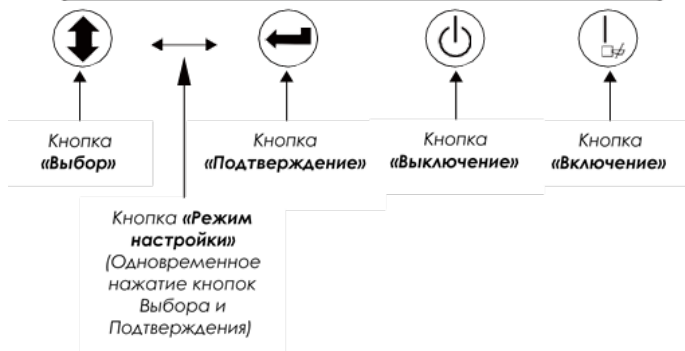 Кнопка
«Выбор»
Кнопка
«Подтверждение»
Кнопка
«Выключение»
Кнопка
«Включение»
Кнопка «Режим
настройки»
(Одновременное
нажатие кнопок
Выбора и
Подтверждения)